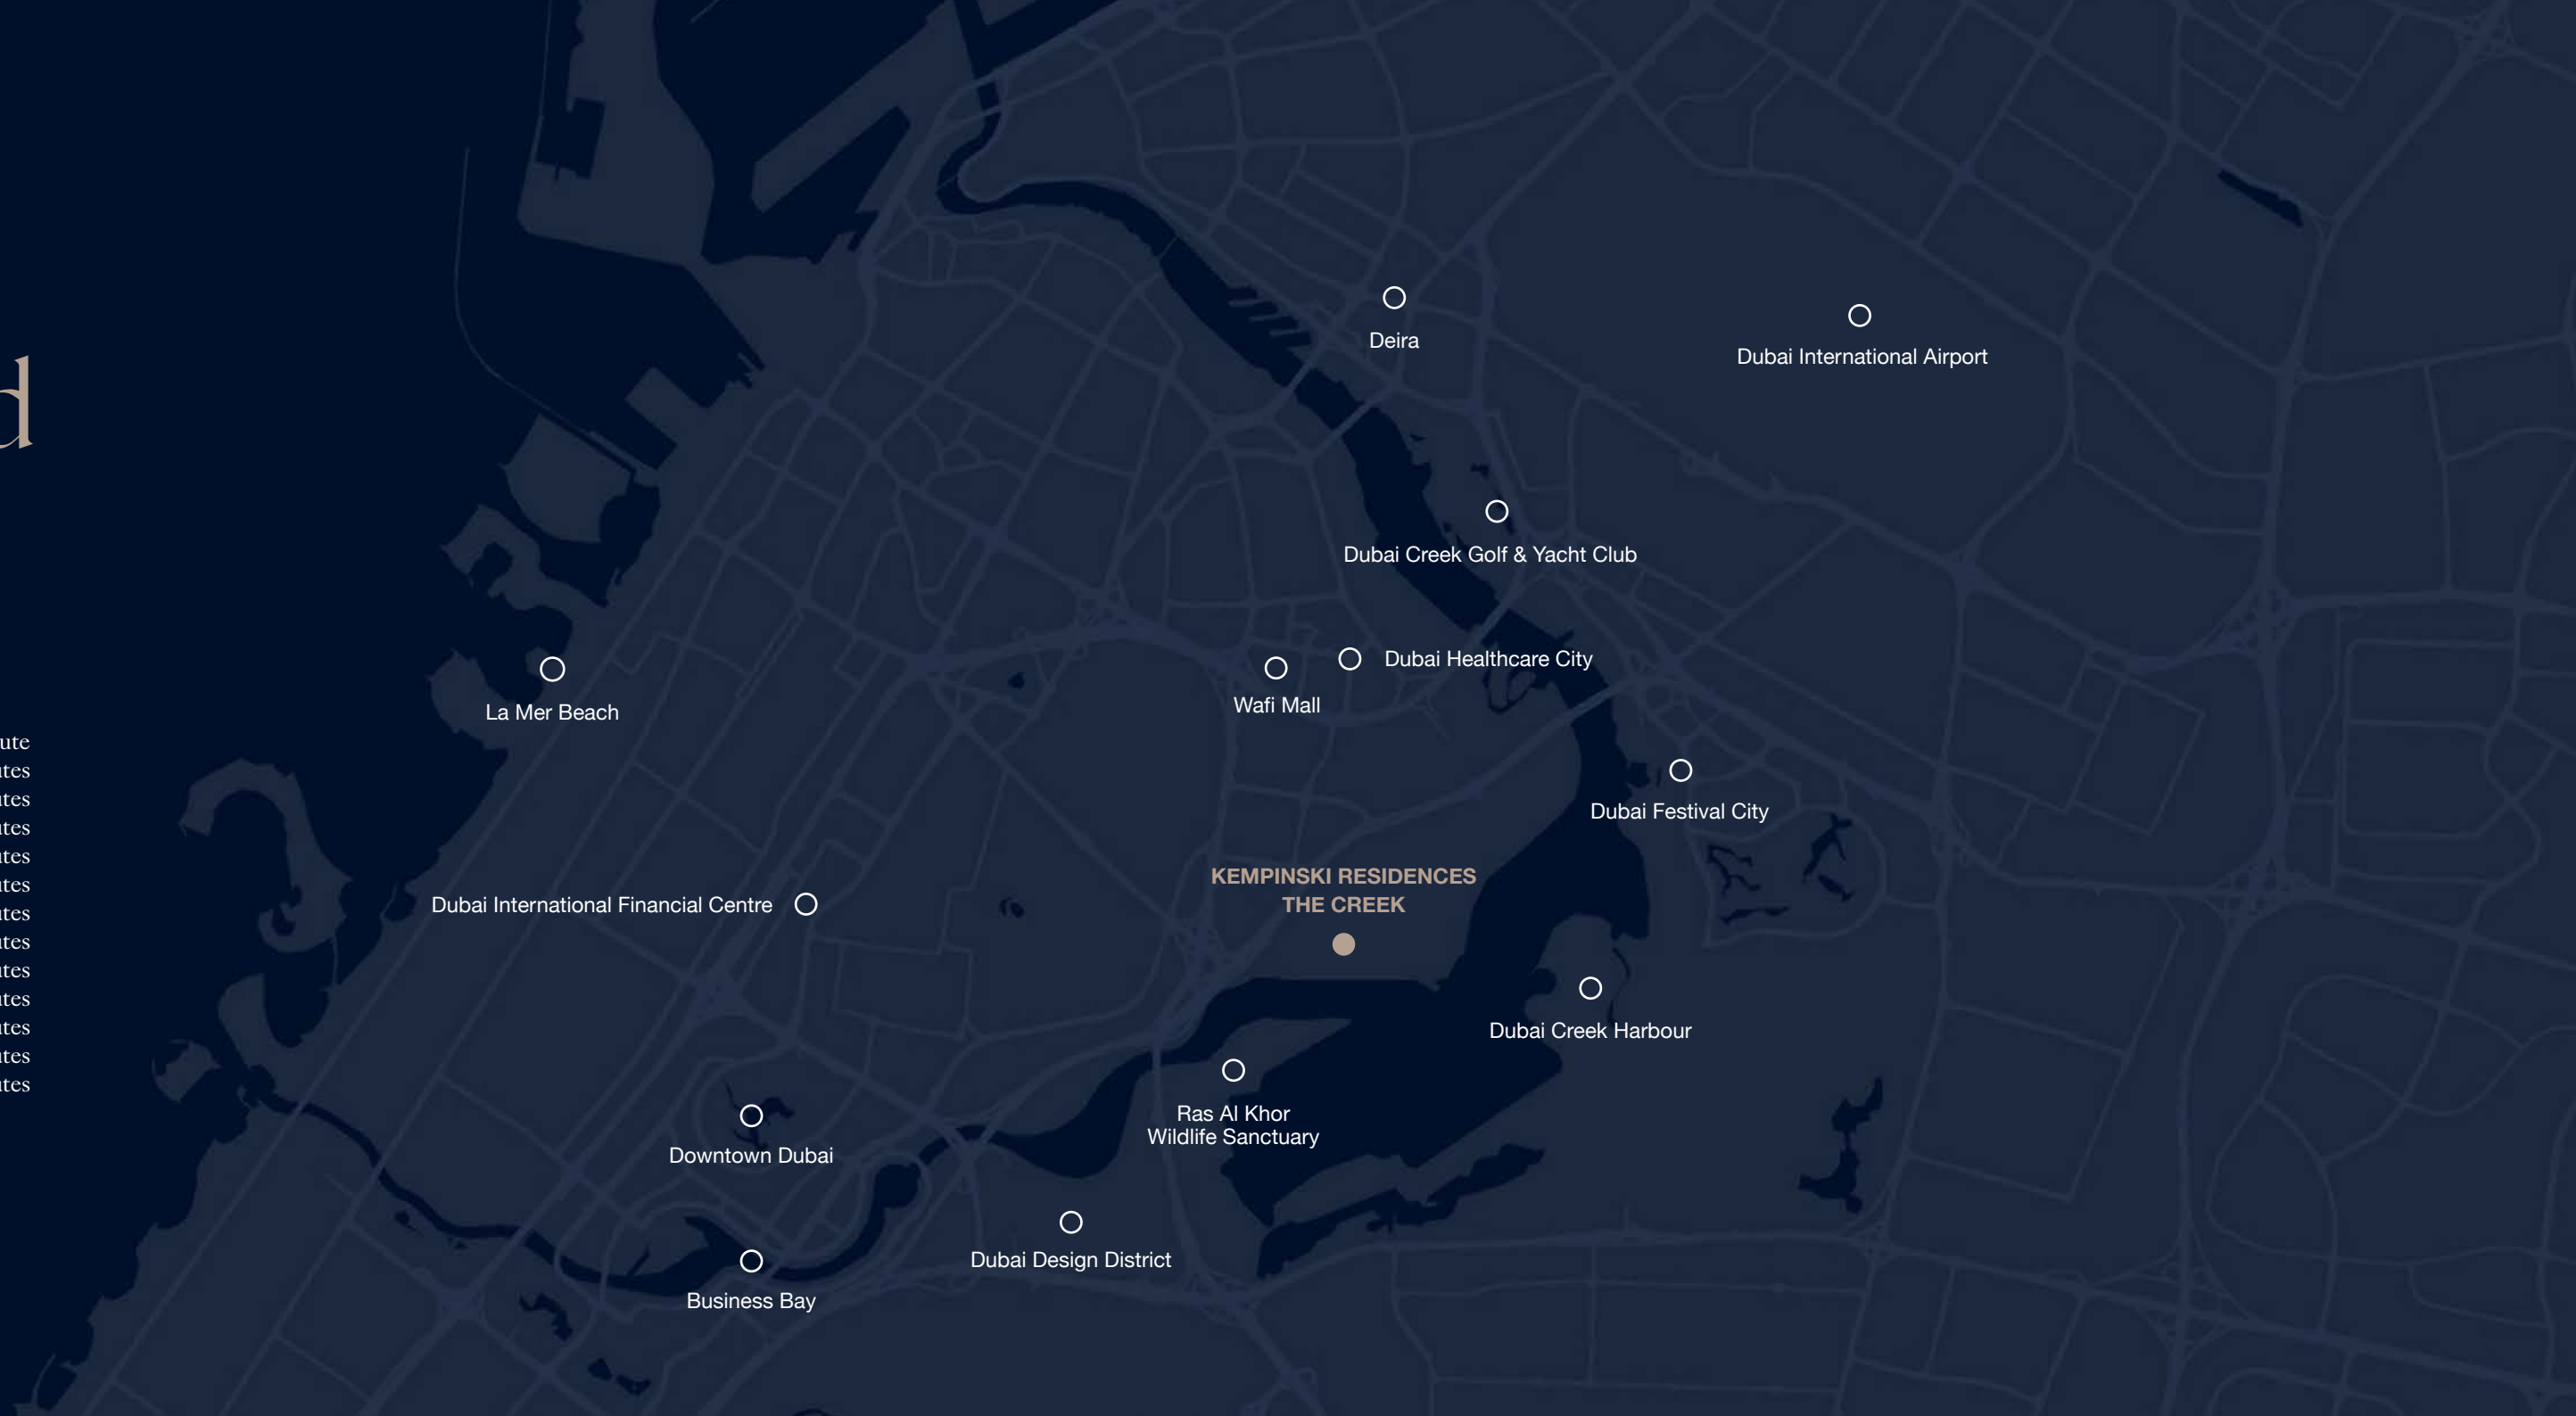 d
Deira
Dubai International Airport
Dubai Creek Golf & Yacht Club
Dubai Healthcare City
Wafi Mall
La Mer Beach
Dubai Festival City
KEMPINSKI RESIDENCES
THE CREEK
Dubai International Financial Centre
Dubai Creek Harbour
Ras Al Khor
Wildlife Sanctuary
Downtown Dubai
Dubai Design District
Business Bay